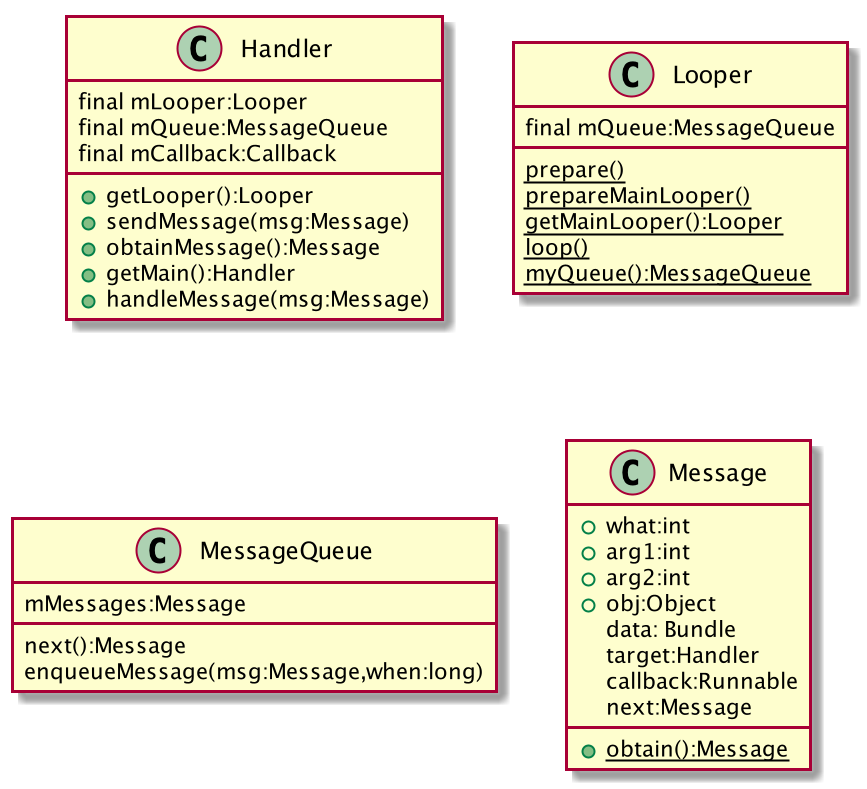 C Handler
final mLooper:Looper
final mQueue:MessageQueue
final mCallback:Callback
getLooper():Looper
sendMessage(msg:Message)
obtainMessage():Message
getMain():Handler
handleMessage(msg:Message)
C Looper
final mQueue:MessageQueue
prepare()
prepareMainLooper()
getMainLooper():Looper
loop()
myQueue():MessageQueue
C MessageQueue
mMessages:Message
next():Message
enqueueMessage(msg:Message,when:long)
C Message
what:int
arg1:int
arg2:int
obj:Object
data: Bundle
target:Handler
callback:Runnable
next:Message
obtain():Message